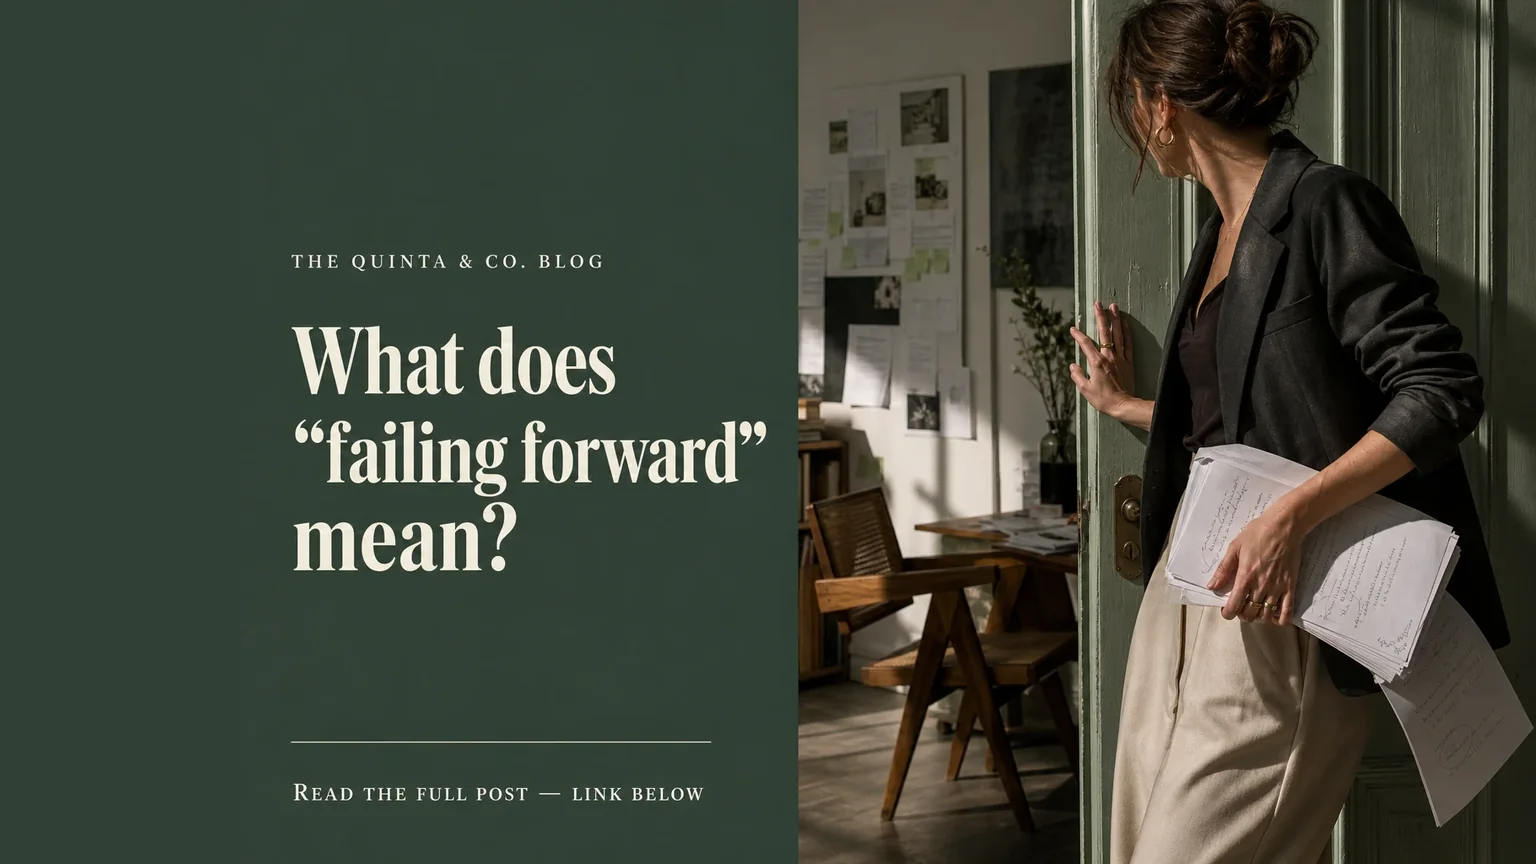 THE QUINTA & CO. BLOG
What does
“failing forward”
mean?
READ THE FULL POST — LINK BELOW